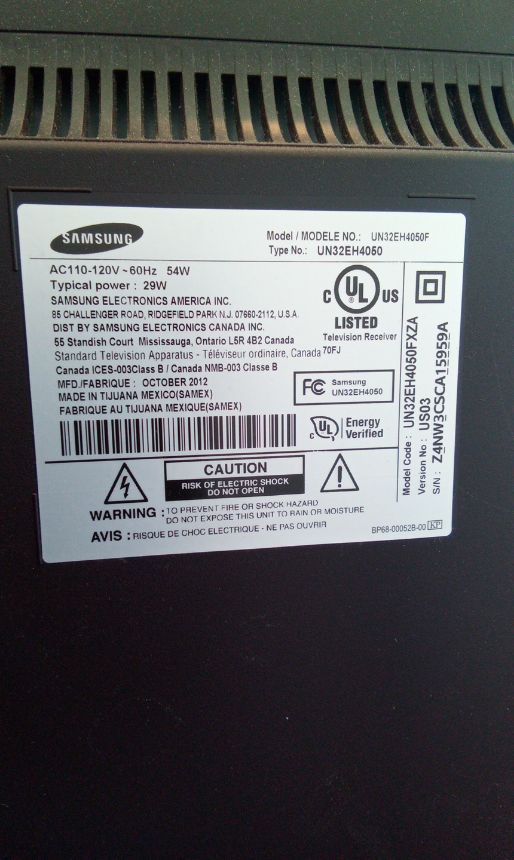 SAMSUNG
Model / MODELE NO.: UN32EH4050F
Type No.: UN32EH4050
AC110-120V ~ 60Hz 54W
Typical power : 29W
SAMSUNG ELECTRONICS AMERICA INC.
85 CHALLENGER ROAD, RIDGEFIELD PARK N.J. 07660-2112, U.S.A.
DIST BY SAMSUNG ELECTRONICS CANADA INC.
55 Standish Court Mississauga, Ontario L5R 4B2 Canada
Standard Television Apparatus - Téléviseur ordinaire, Canada
Canada ICES-003Class B / Canada NMB-003 Classe B
MFD./FABRIQUE : OCTOBER 2012
MADE IN TIJUANA MEXICO(SAMEX)
FABRIQUE AU TIJUANA MEXIQUE(SAMEX)
C UL US
LISTED
Television Receiver
70FJ
FC Samsung
UN32EH4050
UL Energy
Verified
Model Code : UN32EH4050FXZA
Version No : US03
S/N : Z4NW3CSCA15959A
CAUTION
RISK OF ELECTRIC SHOCK
DO NOT OPEN
WARNING : TO PREVENT FIRE OR SHOCK HAZARD
DO NOT EXPOSE THIS UNIT TO RAIN OR MOISTURE
AVIS : RISQUE DE CHOC ELECTRIQUE - NE PAS OUVRIR
BP68-00052B-00 KP